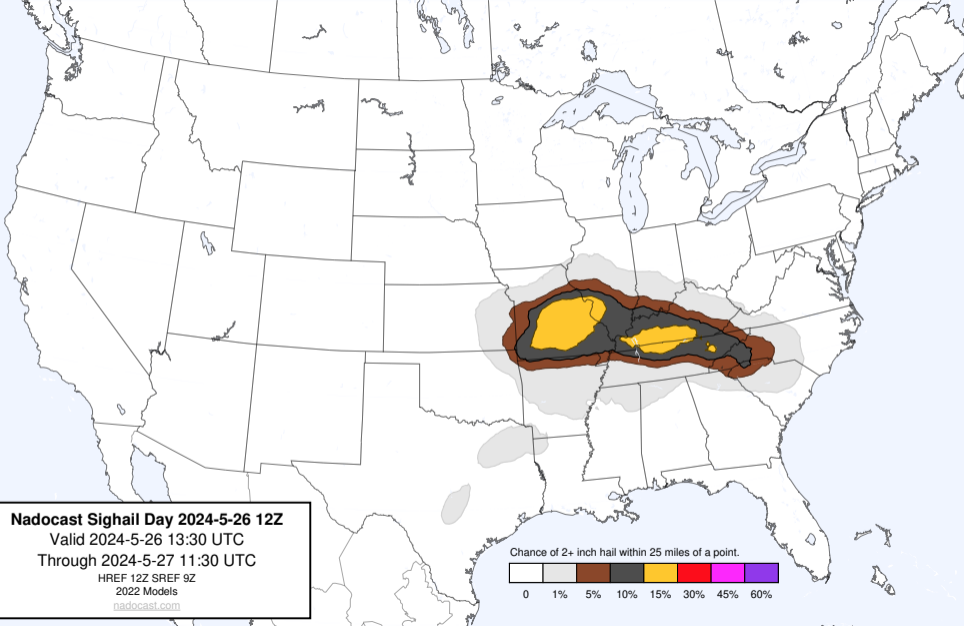 Nadocast Sighail Day 2024-5-26 12Z
Valid 2024-5-26 13:30 UTC
Through 2024-5-27 11:30 UTC
HREF 12Z SREF 9Z
2022 Models
nadocast.com
Chance of 2+ inch hail within 25 miles of a point.
0 1% 5% 10% 15% 30% 45% 60%